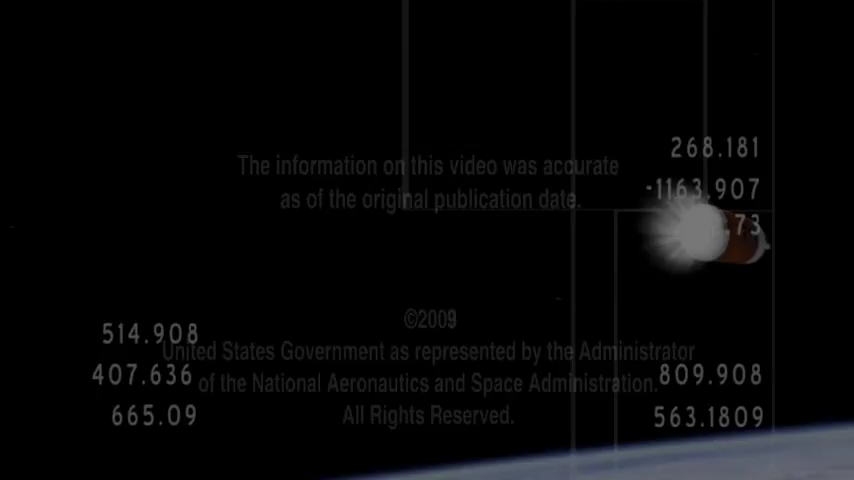 268.181
The information on this video was accurate
-1163.907
as of the original publication date.
.73
©2009
514.908
United States Government as represented by the Administrator
407.636
of the National Aeronautics and Space Administration.
809.908
665.09
All Rights Reserved.
563.1809